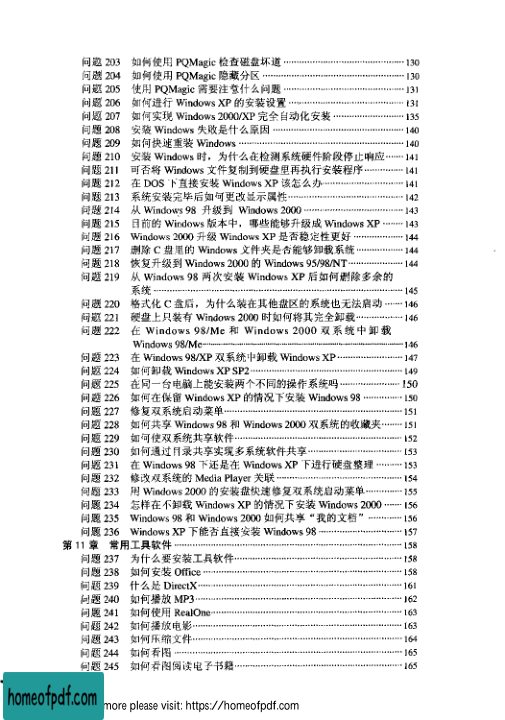 问题 203 如何使用 PQMagic 检查磁盘坏道 ········ 130
问题 204 如何使用 PQMagic 隐藏分区 ········ 130
问题 205 使用 PQMagic 需要注意什么问题 ········ 131
问题 206 如何进行 Windows XP 的安装设置 ········ 131
问题 207 如何实现 Windows 2000/XP 完全自动化安装 ········ 135
问题 208 安装 Windows 失败是什么原因 ········ 140
问题 209 如何快速重装 Windows ········ 140
问题 210 安装 Windows 时，为什么在检测系统硬件阶段停止响应 ········ 141
问题 211 可否将 Windows 文件复制到硬盘里再执行安装程序 ········ 141
问题 212 在 DOS 下直接安装 Windows XP 该怎么办 ········ 141
问题 213 系统安装完毕后如何更改显示属性 ········ 142
问题 214 从 Windows 98 升级到 Windows 2000 ········ 143
问题 215 目前的 Windows 版本中，哪些能够升级成 Windows XP ········ 143
问题 216 Windows 2000 升级 Windows XP 是否稳定性更好 ········ 144
问题 217 删除 C 盘里的 Windows 文件夹是否能够卸载系统 ········ 144
问题 218 恢复升级到 Windows 2000 的 Windows 95/98/NT ········ 144
问题 219 从 Windows 98 两次安装 Windows XP 后如何删除多余的
系统 ········ 145
问题 220 格式化 C 盘后，为什么装在其他盘区的系统也无法启动 ········ 146
问题 221 硬盘上只装有 Windows 2000 时如何将其完全卸载 ········ 146
问题 222 在 Windows 98/Me 和 Windows 2000 双系统中卸载
Windows 98/Me ········ 146
问题 223 在 Windows 98/XP 双系统中卸载 Windows XP ········ 147
问题 224 如何卸载 Windows XP SP2 ········ 149
问题 225 在同一台电脑上能安装两个不同的操作系统吗 ········ 150
问题 226 如何在保留 Windows XP 的情况下安装 Windows 98 ········ 150
问题 227 修复双系统启动菜单 ········ 151
问题 228 如何共享 Windows 98 和 Windows 2000 双系统的收藏夹 ········ 151
问题 229 如何使双系统共享软件 ········ 152
问题 230 如何通过目录共享实现多系统软件共享 ········ 153
问题 231 在 Windows 98 下还是在 Windows XP 下进行硬盘整理 ········ 153
问题 232 修改双系统的 Media Player 关联 ········ 154
问题 233 用 Windows 2000 的安装盘快速修复双系统启动菜单 ········ 155
问题 234 怎样在不卸载 Windows XP 的情况下安装 Windows 2000 ········ 156
问题 235 Windows 98 和 Windows 2000 如何共享“我的文档” ········ 156
问题 236 Windows XP 下能否直接安装 Windows 98 ········ 157
第 11 章 常用工具软件 ········ 158
问题 237 为什么要安装工具软件 ········ 158
问题 238 如何安装 Office ········ 158
问题 239 什么是 DirectX ········ 161
问题 240 如何播放 MP3 ········ 162
问题 241 如何使用 RealOne ········ 163
问题 242 如何播放电影 ········ 163
问题 243 如何压缩文件 ········ 164
问题 244 如何看图 ········ 165
问题 245 如何看图阅读电子书籍 ········ 165
homeofpdf.com
more please visit: https://homeofpdf.com